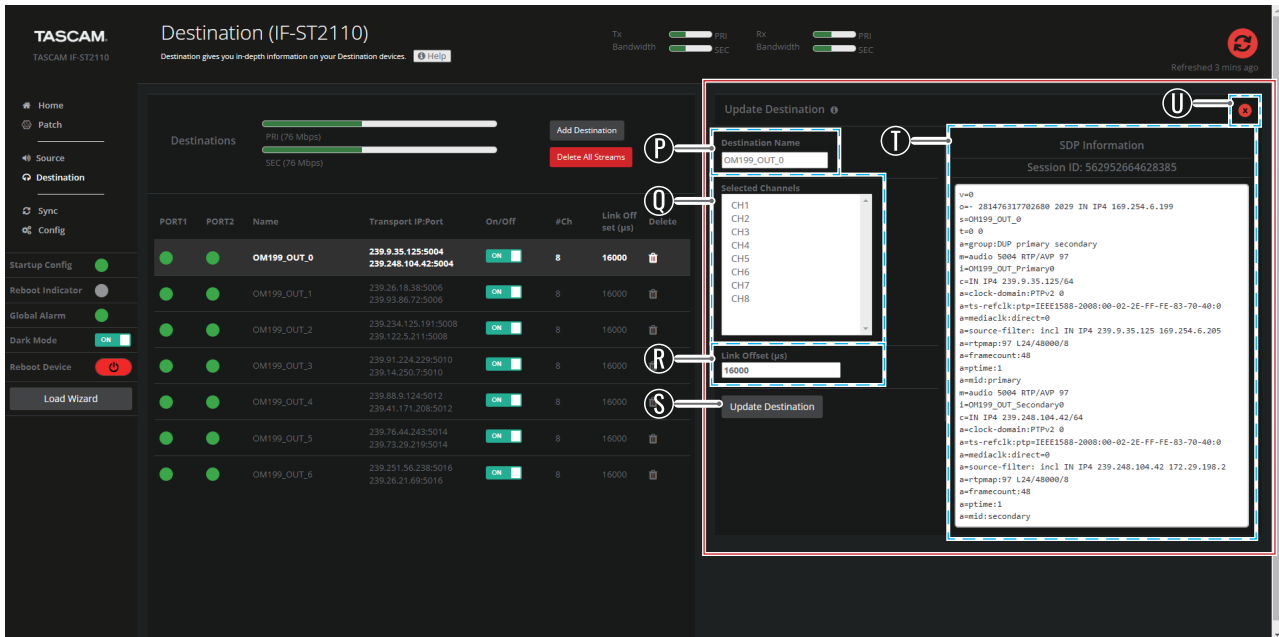 TASCAM.
TASCAM IF-ST2110
Destination (IF-ST2110)
Destination gives you in-depth information on your Destination devices.
Help
Tx
Bandwidth
PRI
SEC
Rx
Bandwidth
PRI
SEC
Refreshed 3 mins ago
Home
Patch
Source
Destination
Sync
Config
Startup Config
Reboot Indicator
Global Alarm
Dark Mode ON
Reboot Device
Load Wizard
Destinations
PRI (76 Mbps)
SEC (76 Mbps)
Add Destination
Delete All Streams
PORT1 PORT2 Name Transport IP:Port On/Off #Ch Link Off set (µs) Delete
OM199_OUT_0 239.9.35.125:5004 ON 8 16000
239.248.104.42:5004
OM199_OUT_1 239.26.18.38:5006 ON 8 16000
239.93.86.72:5006
OM199_OUT_2 239.234.125.191:5008 ON 8 16000
239.122.5.211:5008
OM199_OUT_3 239.91.224.229:5010 ON 8 16000
239.14.250.7:5010
OM199_OUT_4 239.88.9.124:5012 ON 8 16000
239.41.171.208:5012
OM199_OUT_5 239.76.44.243:5014 ON 8 16000
239.73.29.219:5014
OM199_OUT_6 239.251.56.238:5016 ON 8 16000
239.26.21.69:5016
Update Destination
U
P
Destination Name
OM199_OUT_0
Q
Selected Channels
CH1
CH2
CH3
CH4
CH5
CH6
CH7
CH8
R
Link Offset (µs)
16000
S
Update Destination
T
SDP Information
Session ID: 562952664628385
v=0
o=- 281476317702680 2029 IN IP4 169.254.6.199
s=OM199_OUT_0
t=0 0
a=group:DUP primary secondary
m=audio 5004 RTP/AVP 97
i=OM199_OUT_Primary0
c=IN IP4 239.9.35.125/64
a=clock-domain:PTPv2 0
a=ts-refclk:ptp=IEEE1588-2008:00-02-2E-FF-FE-83-70-40:0
a=mediaclk:direct=0
a=source-filter: incl IN IP4 239.9.35.125 169.254.6.205
a=rtpmap:97 L24/48000/8
a=framecount:48
a=ptime:1
a=mid:primary
m=audio 5004 RTP/AVP 97
i=OM199_OUT_Secondary0
c=IN IP4 239.248.104.42/64
a=clock-domain:PTPv2 0
a=ts-refclk:ptp=IEEE1588-2008:00-02-2E-FF-FE-83-70-40:0
a=mediaclk:direct=0
a=source-filter: incl IN IP4 239.248.104.42 172.29.198.2
a=rtpmap:97 L24/48000/8
a=framecount:48
a=ptime:1
a=mid:secondary